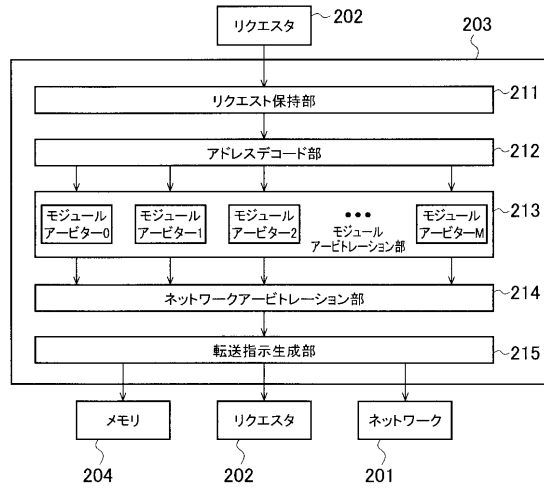 リクエスタ
202
203
リクエスト保持部
211
アドレスデコード部
212
モジュール
アービター0
モジュール
アービター1
モジュール
アービター2
•••
モジュール
アービトレーション部
モジュール
アービターM
213
ネットワークアービトレーション部
214
転送指示生成部
215
メモリ
リクエスタ
ネットワーク
204
202
201